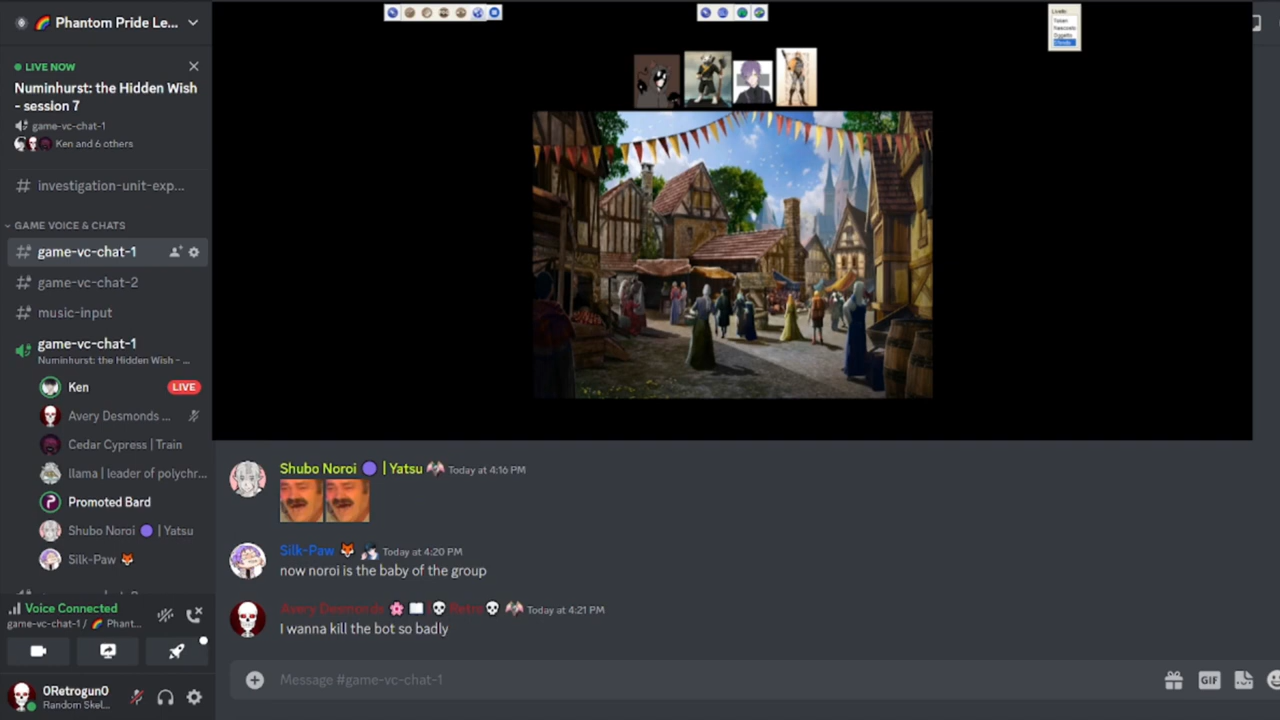 Phantom Pride Le...
LIVE NOW
Numinhurst: the Hidden Wish
- session 7
game-vc-chat-1
Ken and 6 others
investigation-unit-exp...
GAME VOICE & CHATS
game-vc-chat-1
game-vc-chat-2
music-input
game-vc-chat-1
Numinhurst: the Hidden Wish - ...
Ken LIVE
Avery Desmonds ...
Cedar Cypress | Train
llama | leader of polychr...
Promoted Bard
Shubo Noroi | Yatsu
Silk-Paw
Voice Connected
game-vc-chat-1 / Phant...
0Retrogun0
Random Skel...
Shubo Noroi | Yatsu Today at 4:16 PM
Silk-Paw Today at 4:20 PM
now noroi is the baby of the group
Avery Desmonds Retro Today at 4:21 PM
I wanna kill the bot so badly
Message #game-vc-chat-1
GIF